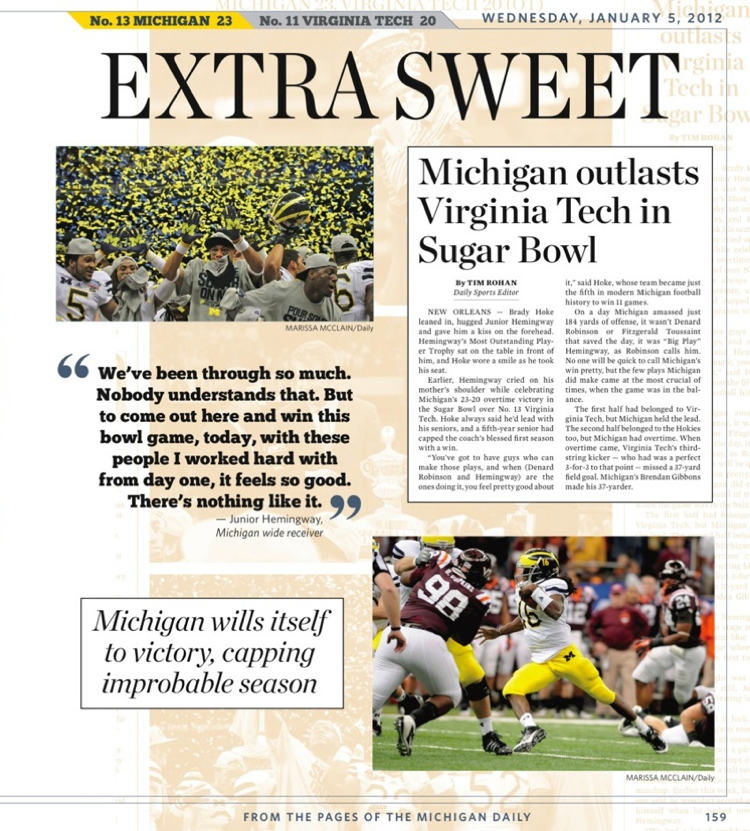 No. 13 MICHIGAN 23
No. 11 VIRGINIA TECH 20
WEDNESDAY, JANUARY 5, 2012
EXTRA SWEET
MARISSA MCCLAIN/Daily
“We've been through so much.
Nobody understands that. But
to come out here and win this
bowl game, today, with these
people I worked hard with
from day one, it feels so good.
There's nothing like it.”
— Junior Hemingway,
Michigan wide receiver
Michigan wills itself
to victory, capping
improbable season
Michigan outlasts
Virginia Tech in
Sugar Bowl
By TIM ROHAN
Daily Sports Editor
NEW ORLEANS — Brady Hoke
leaned in, hugged Junior Hemingway
and gave him a kiss on the forehead.
Hemingway's Most Outstanding Play-
er Trophy sat on the table in front of
him, and Hoke wore a smile as he took
his seat.
Earlier, Hemingway cried on his
mother's shoulder while celebrating
Michigan's 23-20 overtime victory in
the Sugar Bowl over No. 13 Virginia
Tech. Hoke always said he'd lead with
his seniors, and a fifth-year senior had
capped the coach's blessed first season
with a win.
“You've got to have guys who can
make those plays, and when (Denard
Robinson and Hemingway) are the
ones doing it, you feel pretty good about
it,” said Hoke, whose team became just
the fifth in modern Michigan football
history to win 11 games.
On a day Michigan amassed just
184 yards of offense, it wasn't Denard
Robinson or Fitzgerald Toussaint
that saved the day, it was “Big Play”
Hemingway, as Robinson calls him.
No one will be quick to call Michigan's
win pretty, but the few plays Michigan
did make came at the most crucial of
times, when the game was in the bal-
ance.
The first half had belonged to Vir-
ginia Tech, but Michigan held the lead.
The second half belonged to the Hokies
too, but Michigan had overtime. When
overtime came, Virginia Tech's third-
string kicker — who had was a perfect
3-for-3 to that point — missed a 37-yard
field goal. Michigan's Brendan Gibbons
made his 37-yarder.
98
16
5
MARISSA MCCLAIN/Daily
FROM THE PAGES OF THE MICHIGAN DAILY
159